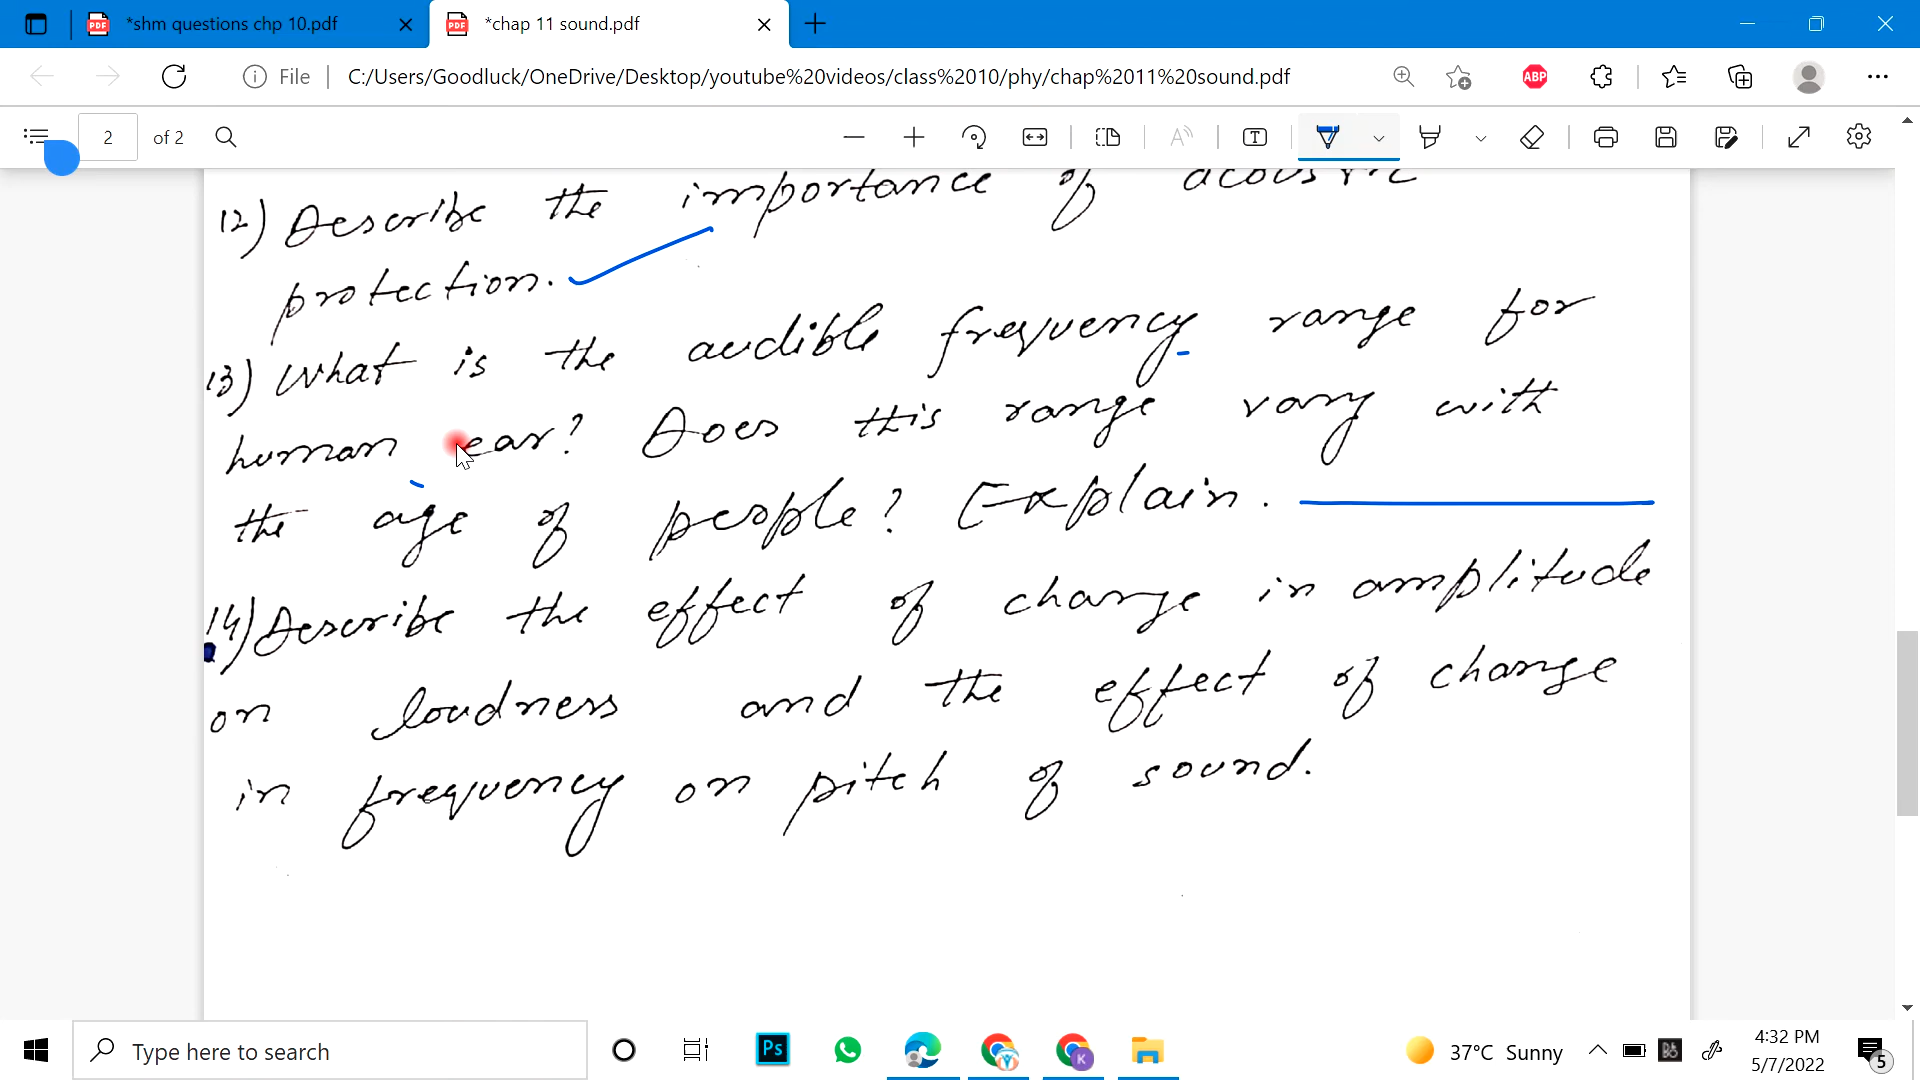 *shm questions chp 10.pdf
*chap 11 sound.pdf
File
C:/Users/Goodluck/OneDrive/Desktop/youtube%20videos/class%2010/phy/chap%2011%20sound.pdf
ABP
2 of 2
12) Describe the importance of acoustic
protection.
13) What is the audible frequency range for
human ear? Does this range vary with
the age of people? Explain.
14) Describe the effect of change in amplitude
on loudness and the effect of change
in frequency on pitch of sound.
Type here to search
Ps
K
37°C Sunny
4:32 PM
5/7/2022
5